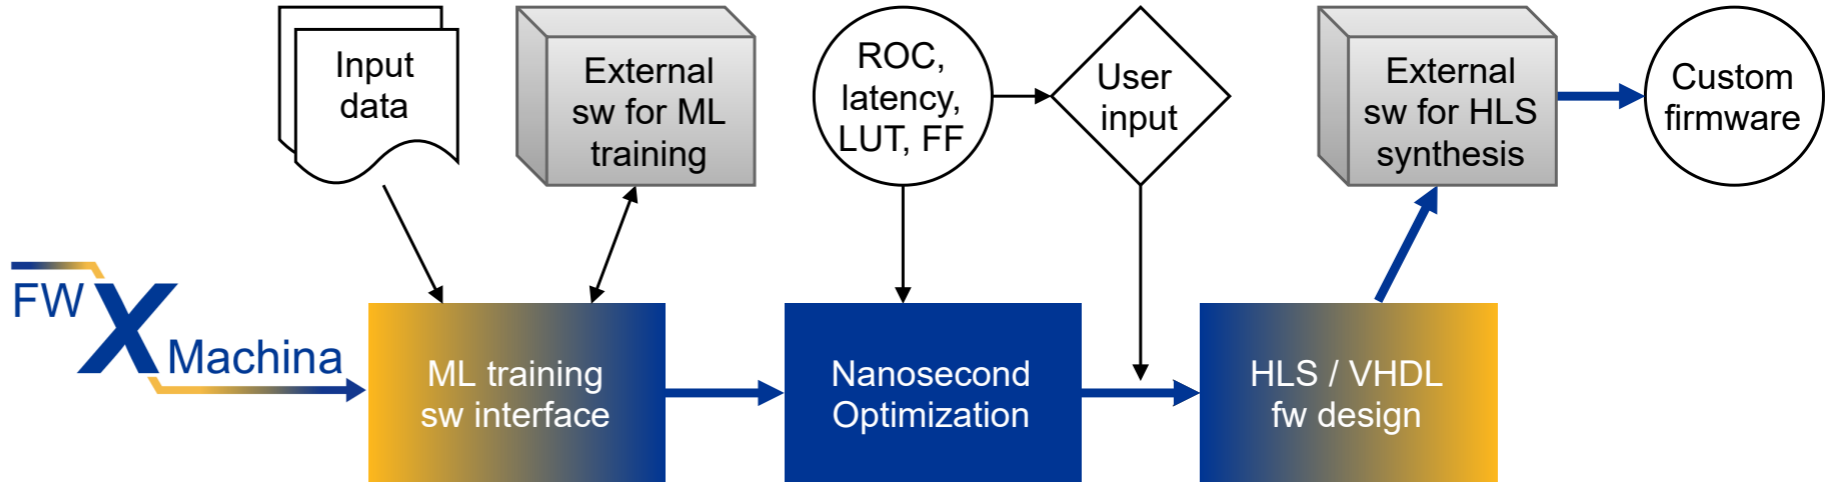 Input
data
External
sw for ML
training
ROC,
latency,
LUT, FF
User
input
External
sw for HLS
synthesis
Custom
firmware
FW
X
Machina
ML training
sw interface
Nanosecond
Optimization
HLS / VHDL
fw design